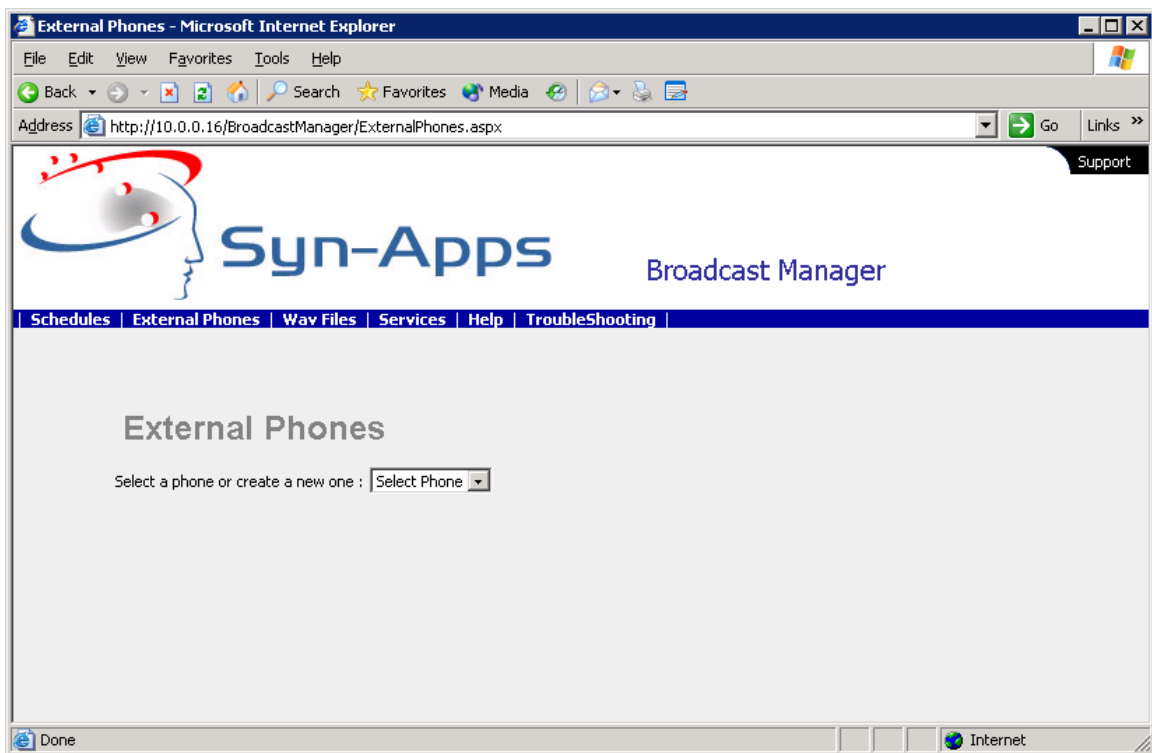 External Phones - Microsoft Internet Explorer
File Edit View Favorites Tools Help
Back Search Favorites Media
Address http://10.0.0.16/BroadcastManager/ExternalPhones.aspx Go Links »
Support
Syn-Apps
Broadcast Manager
| Schedules | External Phones | Wav Files | Services | Help | TroubleShooting |
External Phones
Select a phone or create a new one : Select Phone
Done Internet